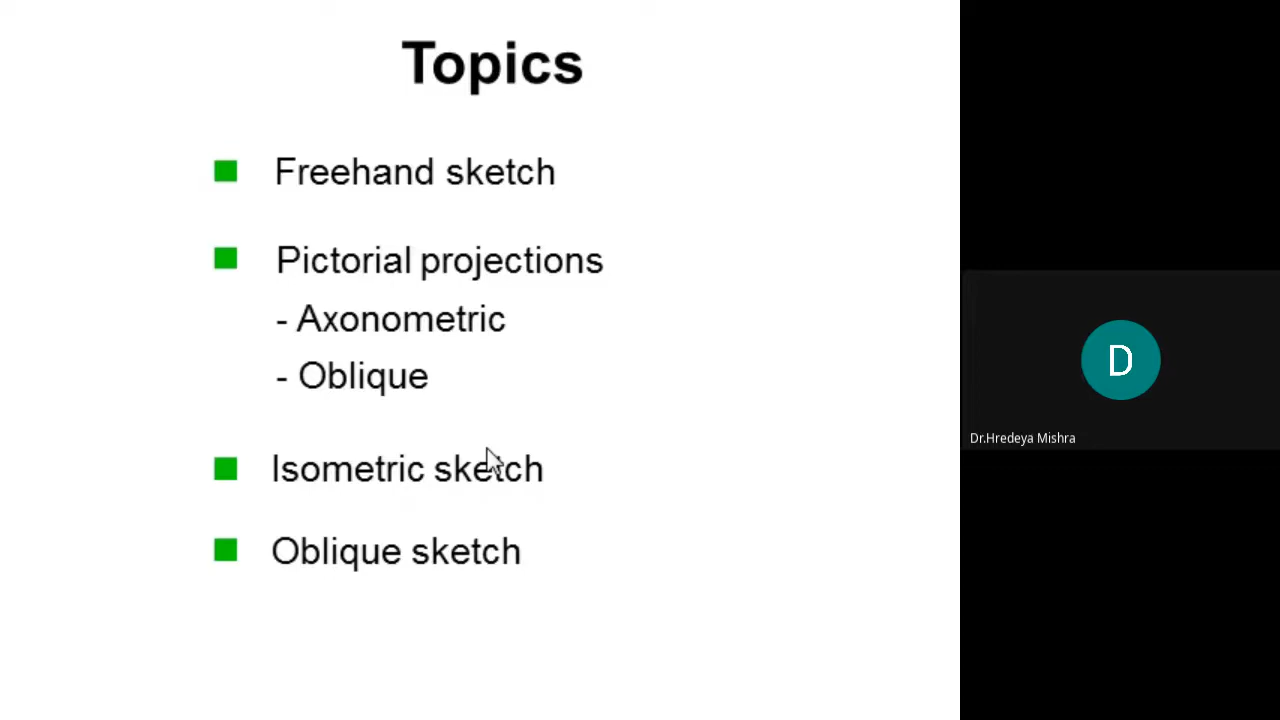 Topics
Freehand sketch
Pictorial projections
- Axonometric
- Oblique
Isometric sketch
Oblique sketch
D
Dr.Hredeya Mishra